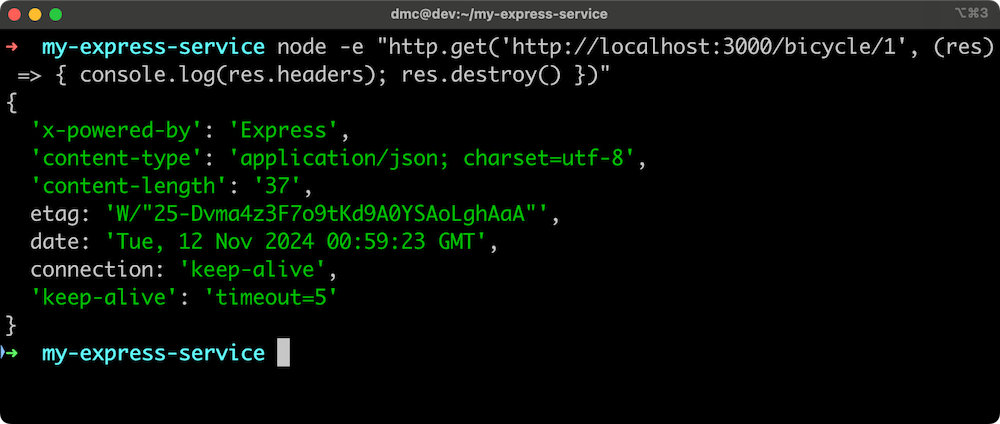 dmc@dev:~/my-express-service ⌥⌘3
➜ my-express-service node -e "http.get('http://localhost:3000/bicycle/1', (res)
=> { console.log(res.headers); res.destroy() })"
{
'x-powered-by': 'Express',
'content-type': 'application/json; charset=utf-8',
'content-length': '37',
etag: 'W/"25-Dvma4z3F7o9tKd9A0YSAoLghAaA"',
date: 'Tue, 12 Nov 2024 00:59:23 GMT',
connection: 'keep-alive',
'keep-alive': 'timeout=5'
}
➜ my-express-service